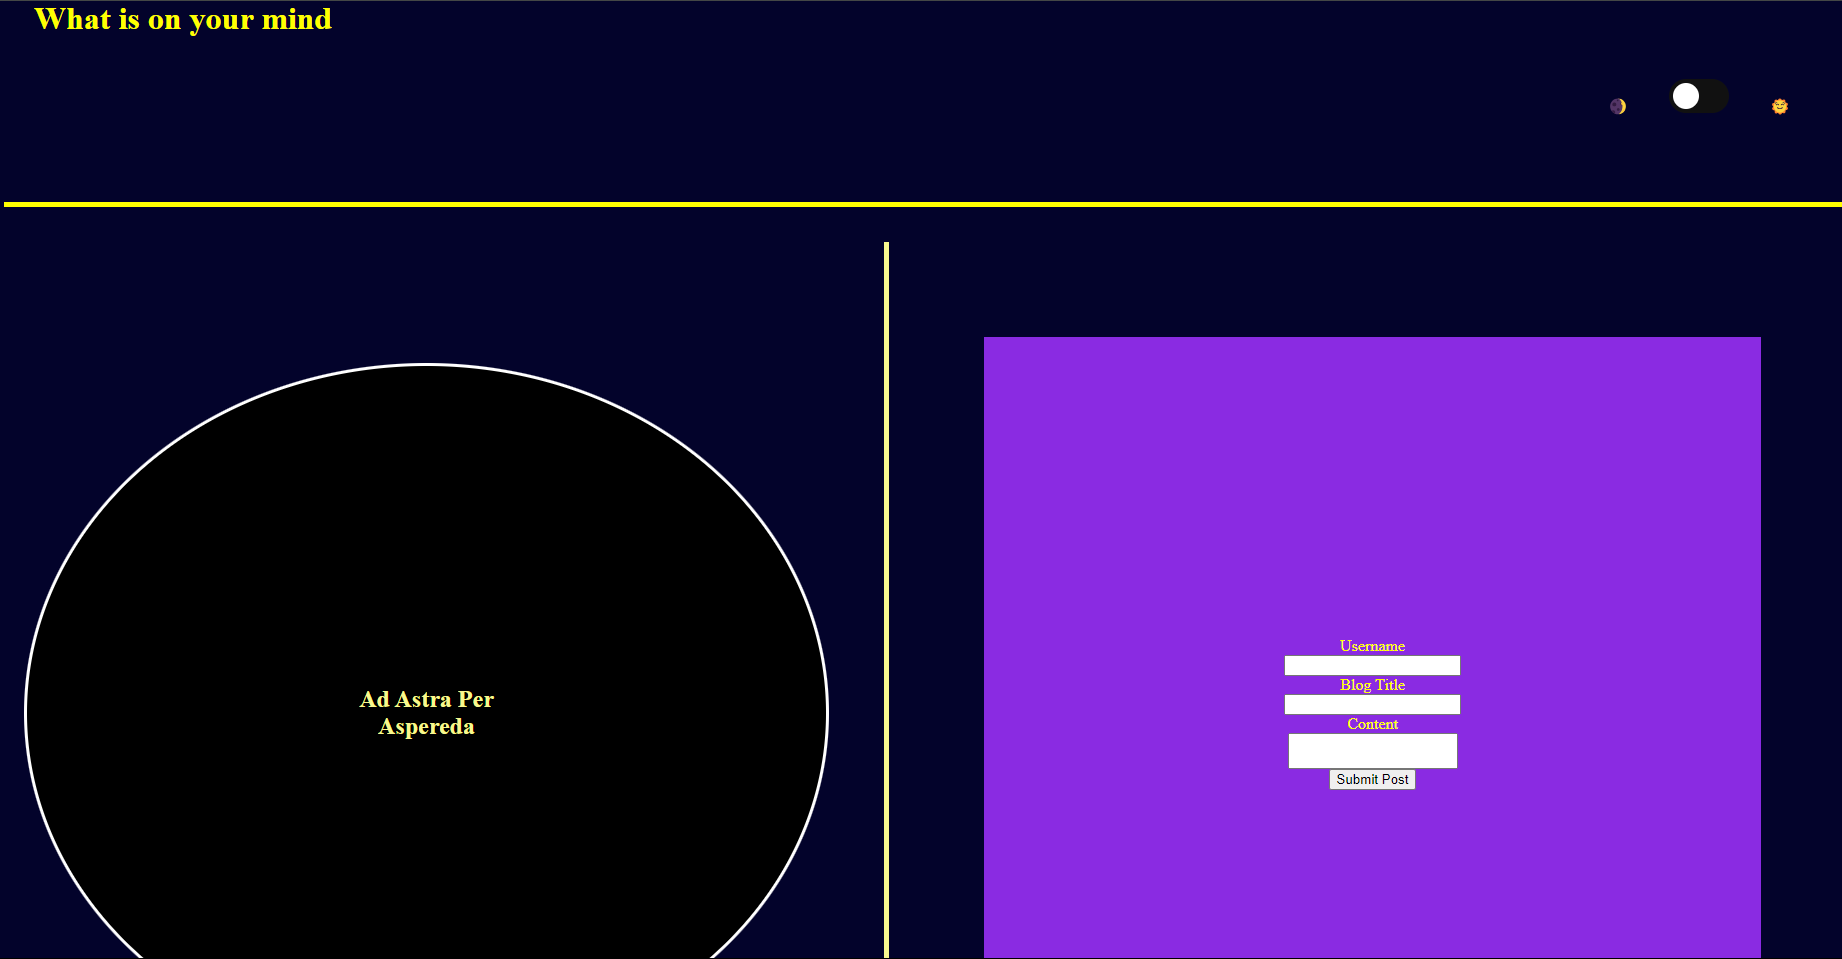 What is on your mind
Ad Astra Per
Aspereda
Username
Blog Title
Content
Submit Post